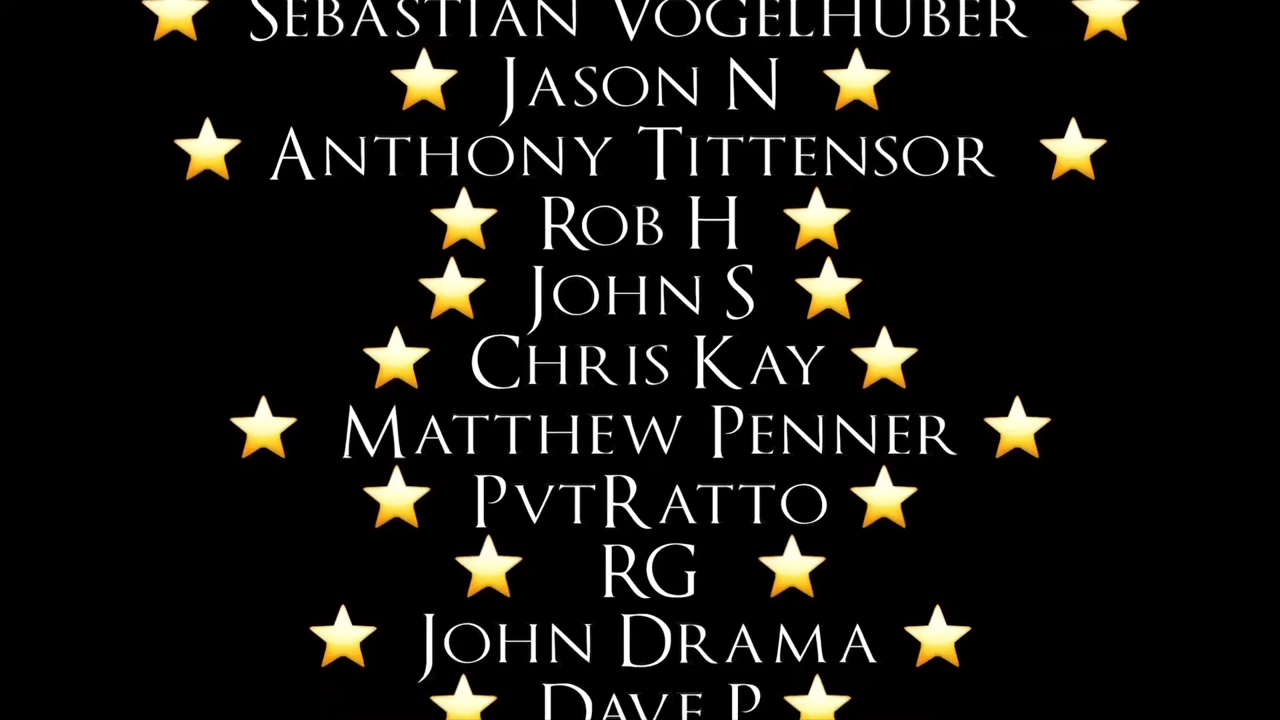 ⭐ Sebastian Vogelhuber ⭐
⭐ Jason N ⭐
⭐ Anthony Tittensor ⭐
⭐ Rob H ⭐
⭐ John S ⭐
⭐ Chris Kay ⭐
⭐ Matthew Penner ⭐
⭐ PvtRatto ⭐
⭐ RG ⭐
⭐ John Drama ⭐
⭐ Dave P ⭐